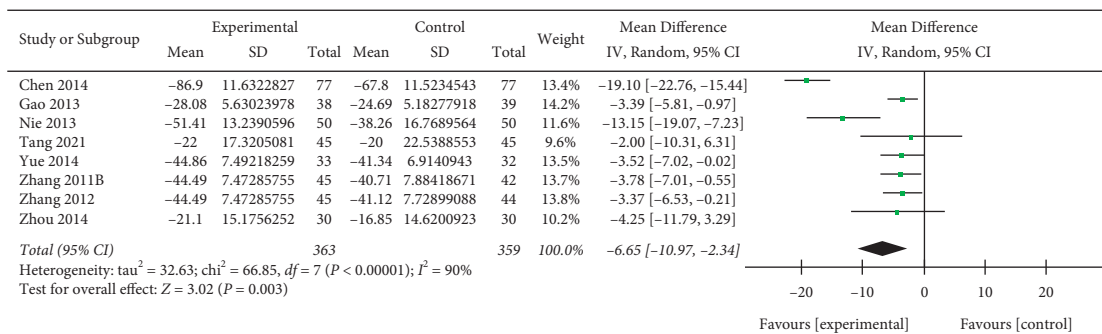 Study or Subgroup Experimental Control Weight Mean Difference Mean Difference
Mean SD Total Mean SD Total IV, Random, 95% CI IV, Random, 95% CI
Chen 2014 −86.9 11.6322827 77 −67.8 11.5234543 77 13.4% −19.10 [−22.76, −15.44]
Gao 2013 −28.08 5.63023978 38 −24.69 5.18277918 39 14.2% −3.39 [−5.81, −0.97]
Nie 2013 −51.41 13.2390596 50 −38.26 16.7689564 50 11.6% −13.15 [−19.07, −7.23]
Tang 2021 −22 17.3205081 45 −20 22.5388553 45 9.6% −2.00 [−10.31, 6.31]
Yue 2014 −44.86 7.49218259 33 −41.34 6.9140943 32 13.5% −3.52 [−7.02, −0.02]
Zhang 2011B −44.49 7.47285755 45 −40.71 7.88418671 42 13.7% −3.78 [−7.01, −0.55]
Zhang 2012 −44.49 7.47285755 45 −41.12 7.72899088 44 13.8% −3.37 [−6.53, −0.21]
Zhou 2014 −21.1 15.1756252 30 −16.85 14.6200923 30 10.2% −4.25 [−11.79, 3.29]
Total (95% CI) 363 359 100.0% −6.65 [−10.97, −2.34]
Heterogeneity: tau² = 32.63; chi² = 66.85, df = 7 (P < 0.00001); I² = 90%
Test for overall effect: Z = 3.02 (P = 0.003)
−20 −10 0 10 20
Favours [experimental] Favours [control]